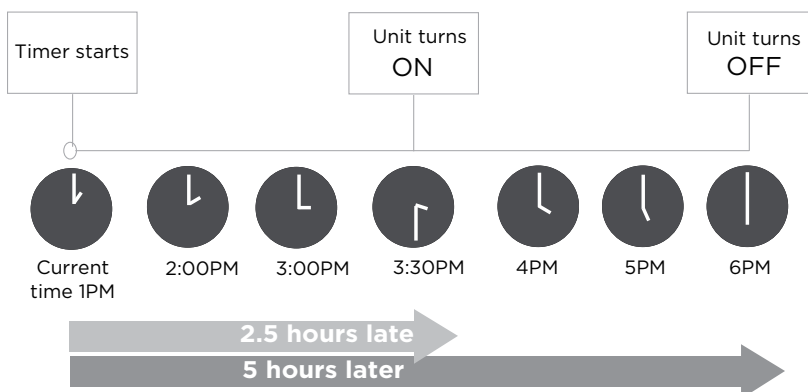 Timer starts
Unit turns
ON
Unit turns
OFF
Current
time 1PM
2:00PM
3:00PM
3:30PM
4PM
5PM
6PM
2.5 hours late
5 hours later